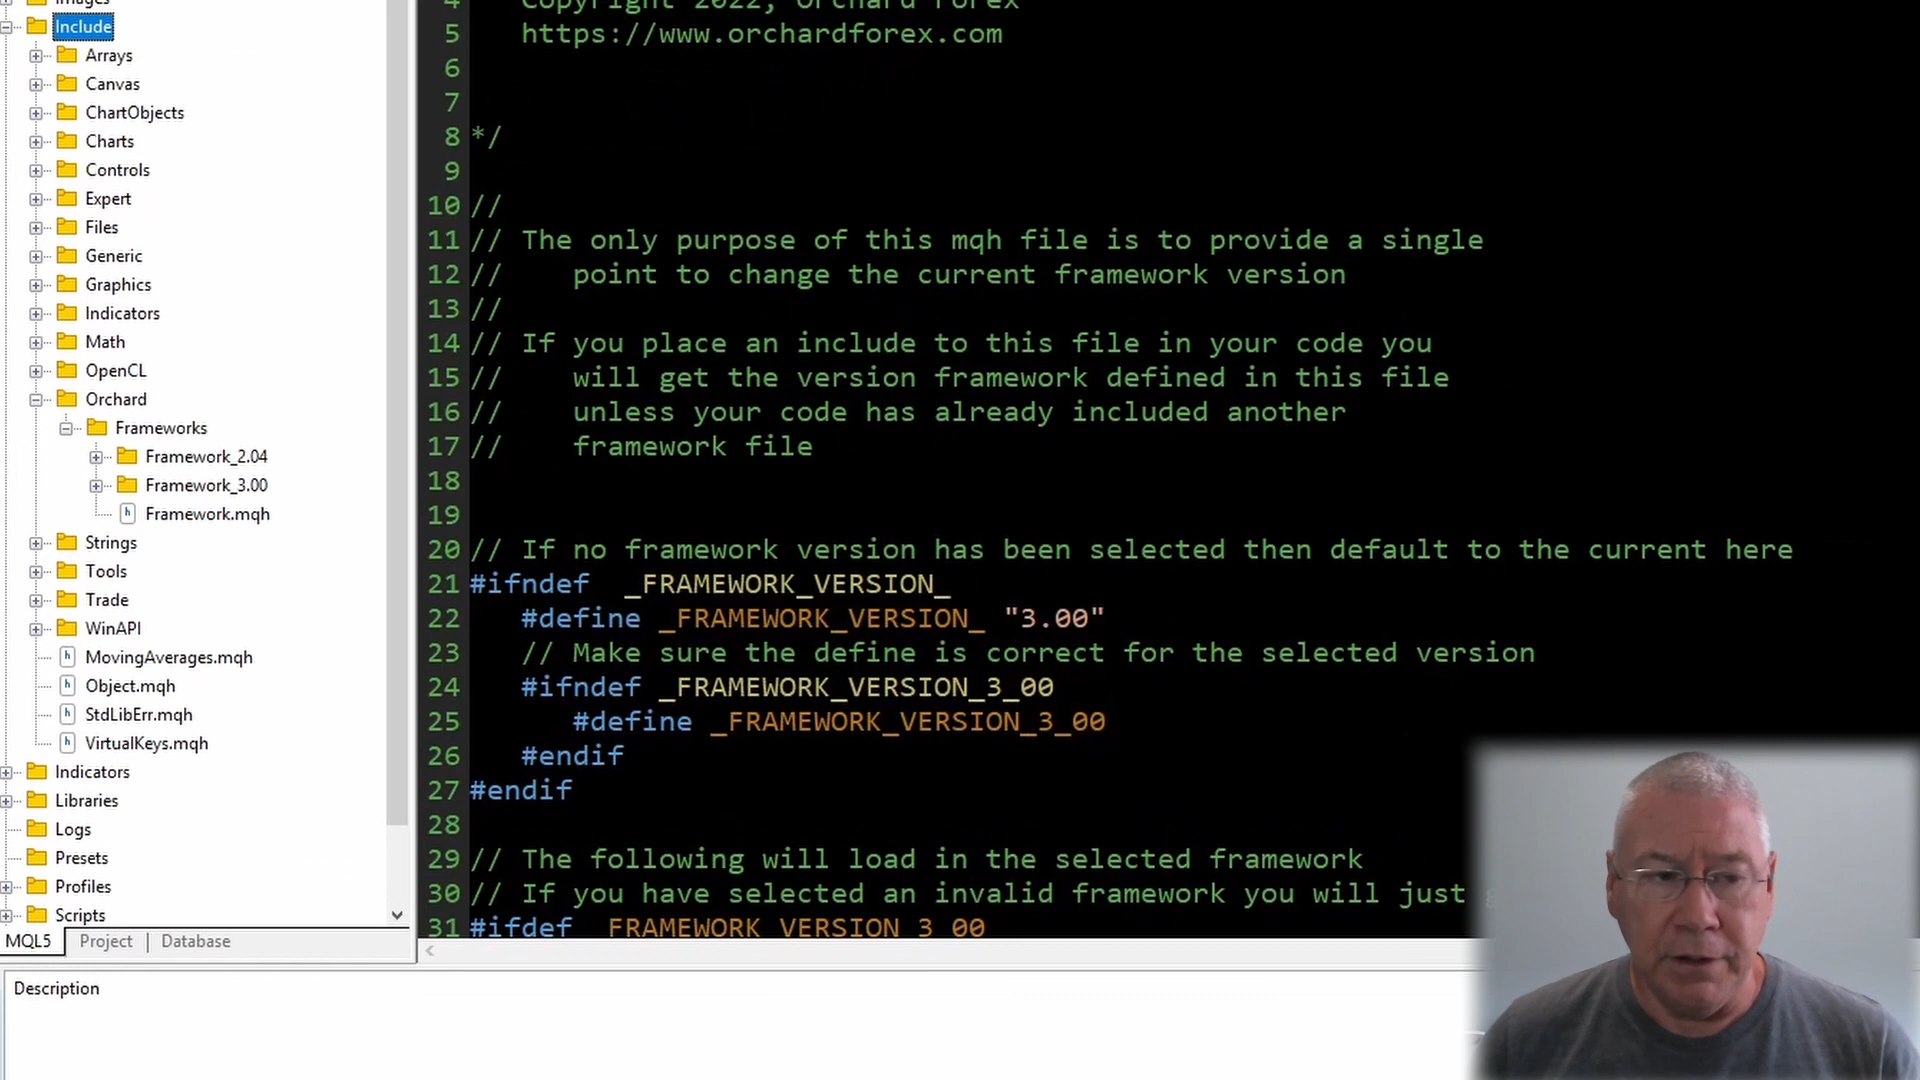 Images
Include
Arrays
Canvas
ChartObjects
Charts
Controls
Expert
Files
Generic
Graphics
Indicators
Math
OpenCL
Orchard
Frameworks
Framework_2.04
Framework_3.00
Framework.mqh
Strings
Tools
Trade
WinAPI
MovingAverages.mqh
Object.mqh
StdLibErr.mqh
VirtualKeys.mqh
Indicators
Libraries
Logs
Presets
Profiles
Scripts
MQL5 Project Database
4 Copyright 2022, Orchard Forex
5 https://www.orchardforex.com
6
7
8 */
9
10 //
11 // The only purpose of this mqh file is to provide a single
12 // point to change the current framework version
13 //
14 // If you place an include to this file in your code you
15 // will get the version framework defined in this file
16 // unless your code has already included another
17 // framework file
18
19
20 // If no framework version has been selected then default to the current here
21 #ifndef _FRAMEWORK_VERSION_
22 #define _FRAMEWORK_VERSION_ "3.00"
23 // Make sure the define is correct for the selected version
24 #ifndef _FRAMEWORK_VERSION_3_00
25 #define _FRAMEWORK_VERSION_3_00
26 #endif
27 #endif
28
29 // The following will load in the selected framework
30 // If you have selected an invalid framework you will just
31 #ifdef _FRAMEWORK_VERSION_3_00
Description